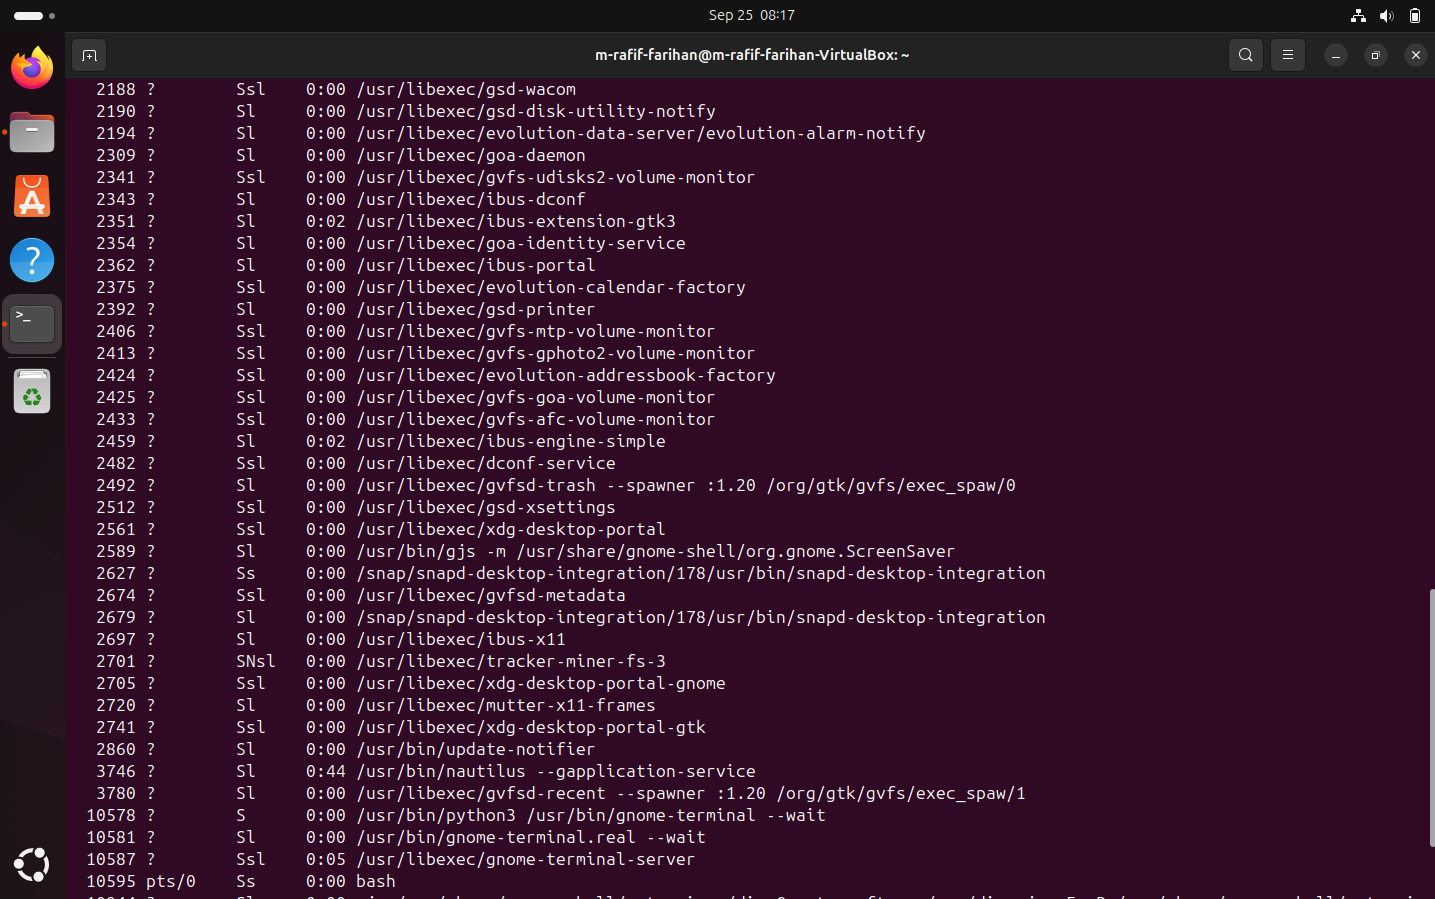 Sep 25 08:17
m-rafif-farihan@m-rafif-farihan-VirtualBox: ~
2188 ? Ssl 0:00 /usr/libexec/gsd-wacom
2190 ? Sl 0:00 /usr/libexec/gsd-disk-utility-notify
2194 ? Sl 0:00 /usr/libexec/evolution-data-server/evolution-alarm-notify
2309 ? Sl 0:00 /usr/libexec/goa-daemon
2341 ? Ssl 0:00 /usr/libexec/gvfs-udisks2-volume-monitor
2343 ? Sl 0:00 /usr/libexec/ibus-dconf
2351 ? Sl 0:02 /usr/libexec/ibus-extension-gtk3
2354 ? Sl 0:00 /usr/libexec/goa-identity-service
2362 ? Sl 0:00 /usr/libexec/ibus-portal
2375 ? Ssl 0:00 /usr/libexec/evolution-calendar-factory
2392 ? Sl 0:00 /usr/libexec/gsd-printer
2406 ? Ssl 0:00 /usr/libexec/gvfs-mtp-volume-monitor
2413 ? Ssl 0:00 /usr/libexec/gvfs-gphoto2-volume-monitor
2424 ? Ssl 0:00 /usr/libexec/evolution-addressbook-factory
2425 ? Ssl 0:00 /usr/libexec/gvfs-goa-volume-monitor
2433 ? Ssl 0:00 /usr/libexec/gvfs-afc-volume-monitor
2459 ? Sl 0:02 /usr/libexec/ibus-engine-simple
2482 ? Ssl 0:00 /usr/libexec/dconf-service
2492 ? Sl 0:00 /usr/libexec/gvfsd-trash --spawner :1.20 /org/gtk/gvfs/exec_spaw/0
2512 ? Ssl 0:00 /usr/libexec/gsd-xsettings
2561 ? Ssl 0:00 /usr/libexec/xdg-desktop-portal
2589 ? Sl 0:00 /usr/bin/gjs -m /usr/share/gnome-shell/org.gnome.ScreenSaver
2627 ? Ss 0:00 /snap/snapd-desktop-integration/178/usr/bin/snapd-desktop-integration
2674 ? Ssl 0:00 /usr/libexec/gvfsd-metadata
2679 ? Sl 0:00 /snap/snapd-desktop-integration/178/usr/bin/snapd-desktop-integration
2697 ? Sl 0:00 /usr/libexec/ibus-x11
2701 ? SNsl 0:00 /usr/libexec/tracker-miner-fs-3
2705 ? Ssl 0:00 /usr/libexec/xdg-desktop-portal-gnome
2720 ? Sl 0:00 /usr/libexec/mutter-x11-frames
2741 ? Ssl 0:00 /usr/libexec/xdg-desktop-portal-gtk
2860 ? Sl 0:00 /usr/bin/update-notifier
3746 ? Sl 0:44 /usr/bin/nautilus --gapplication-service
3780 ? Sl 0:00 /usr/libexec/gvfsd-recent --spawner :1.20 /org/gtk/gvfs/exec_spaw/1
10578 ? S 0:00 /usr/bin/python3 /usr/bin/gnome-terminal --wait
10581 ? Sl 0:00 /usr/bin/gnome-terminal.real --wait
10587 ? Ssl 0:05 /usr/libexec/gnome-terminal-server
10595 pts/0 Ss 0:00 bash